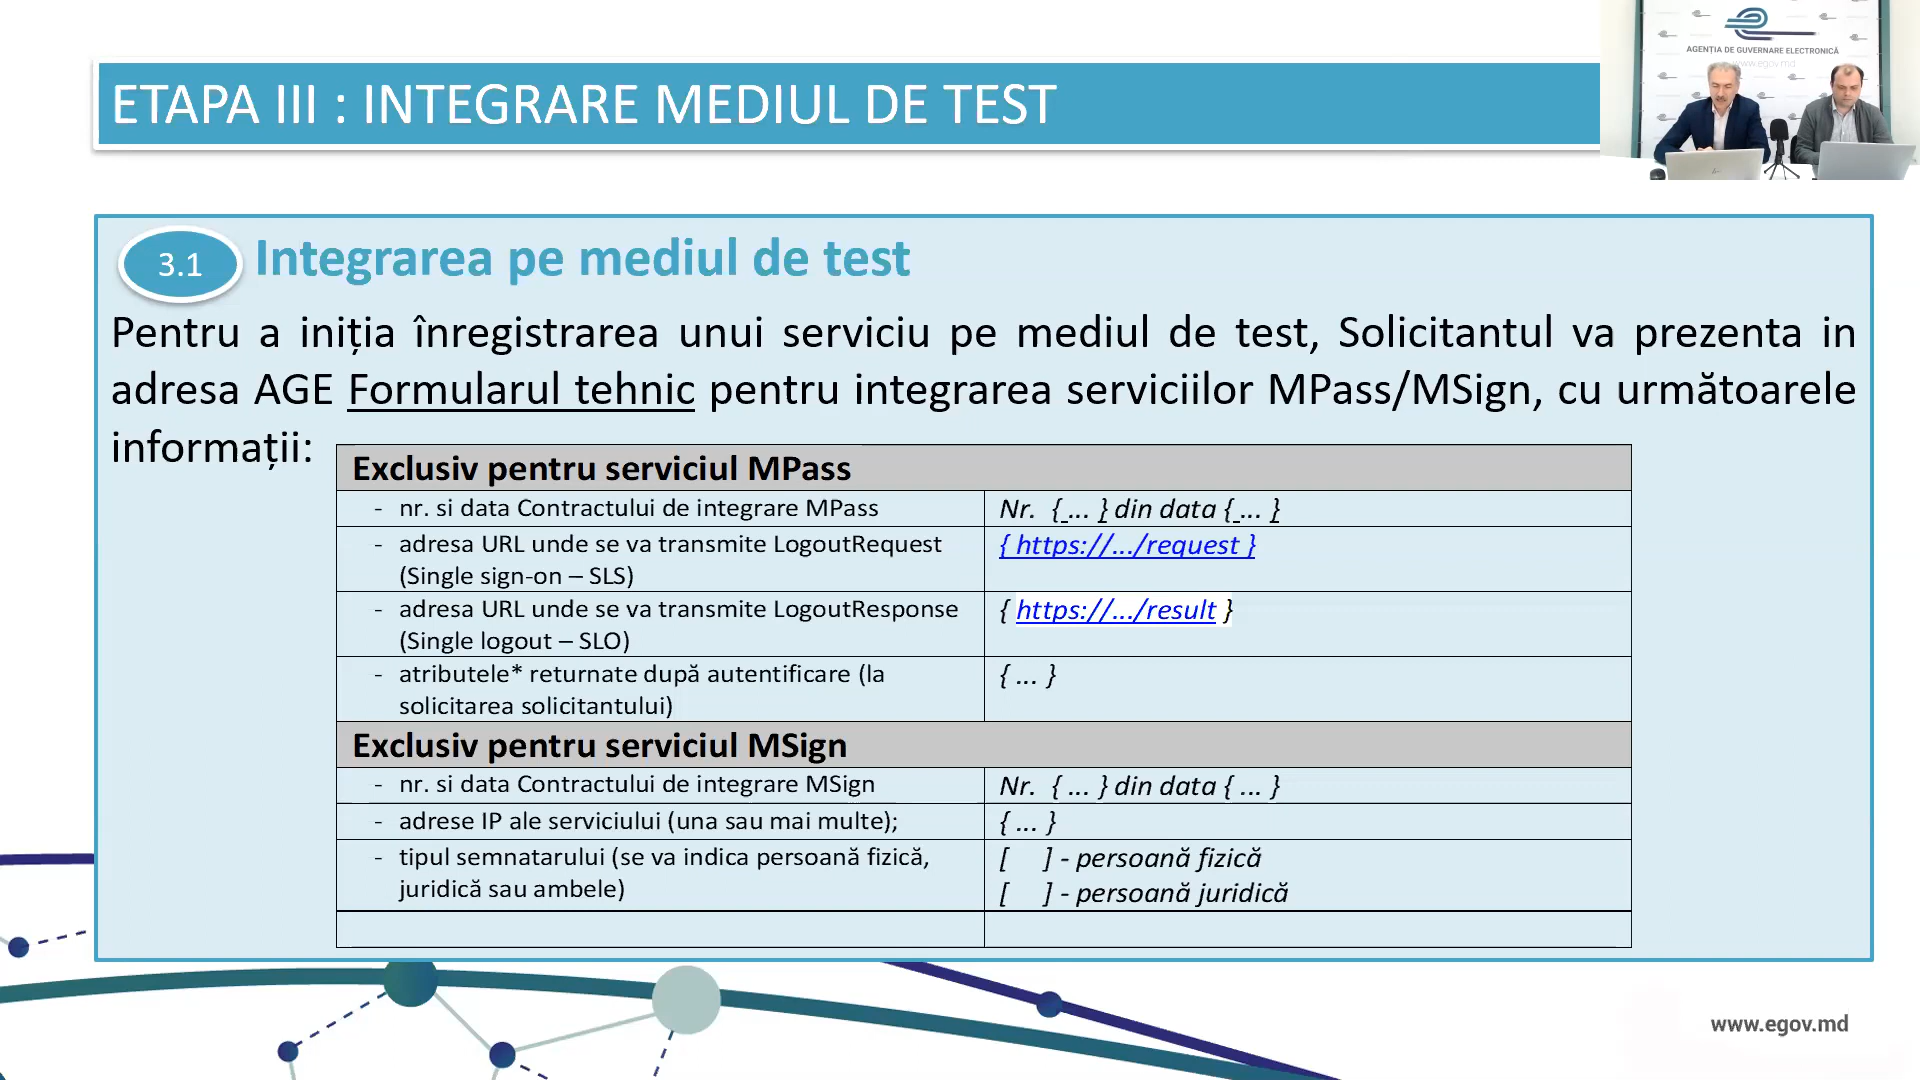 ETAPA III : INTEGRARE MEDIUL DE TEST
AGENȚIA DE GUVERNARE ELECTRONICĂ
www.egov.md
3.1
Integrarea pe mediul de test
Pentru a iniția înregistrarea unui serviciu pe mediul de test, Solicitantul va prezenta in
adresa AGE Formularul tehnic pentru integrarea serviciilor MPass/MSign, cu următoarele
informații:
Exclusiv pentru serviciul MPass
- nr. si data Contractului de integrare MPass
Nr. { ... } din data { ... }
- adresa URL unde se va transmite LogoutRequest
(Single sign-on – SLS)
{ https://.../request }
- adresa URL unde se va transmite LogoutResponse
(Single logout – SLO)
{ https://.../result }
- atributele* returnate după autentificare (la
solicitarea solicitantului)
{ ... }
Exclusiv pentru serviciul MSign
- nr. si data Contractului de integrare MSign
Nr. { ... } din data { ... }
- adrese IP ale serviciului (una sau mai multe);
{ ... }
- tipul semnatarului (se va indica persoană fizică,
juridică sau ambele)
[ ] - persoană fizică
[ ] - persoană juridică
www.egov.md